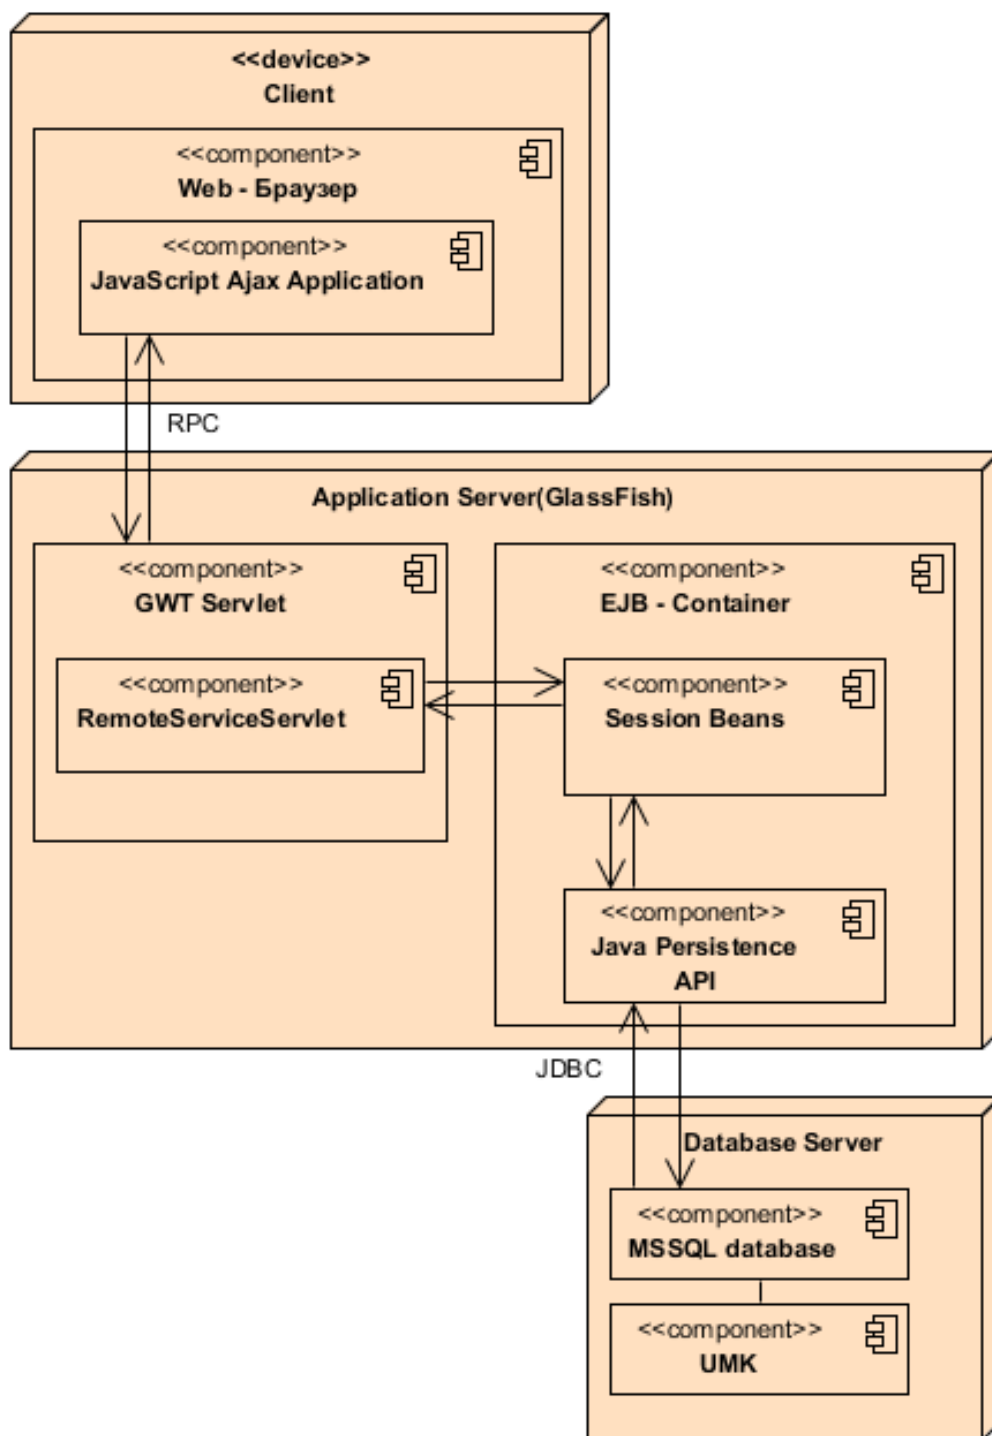 <<device>>
Client
<<component>>
Web - Браузер
<<component>>
JavaScript Ajax Application
RPC
Application Server(GlassFish)
<<component>>
GWT Servlet
<<component>>
RemoteServiceServlet
<<component>>
EJB - Container
<<component>>
Session Beans
<<component>>
Java Persistence
API
JDBC
Database Server
<<component>>
MSSQL database
<<component>>
UMK